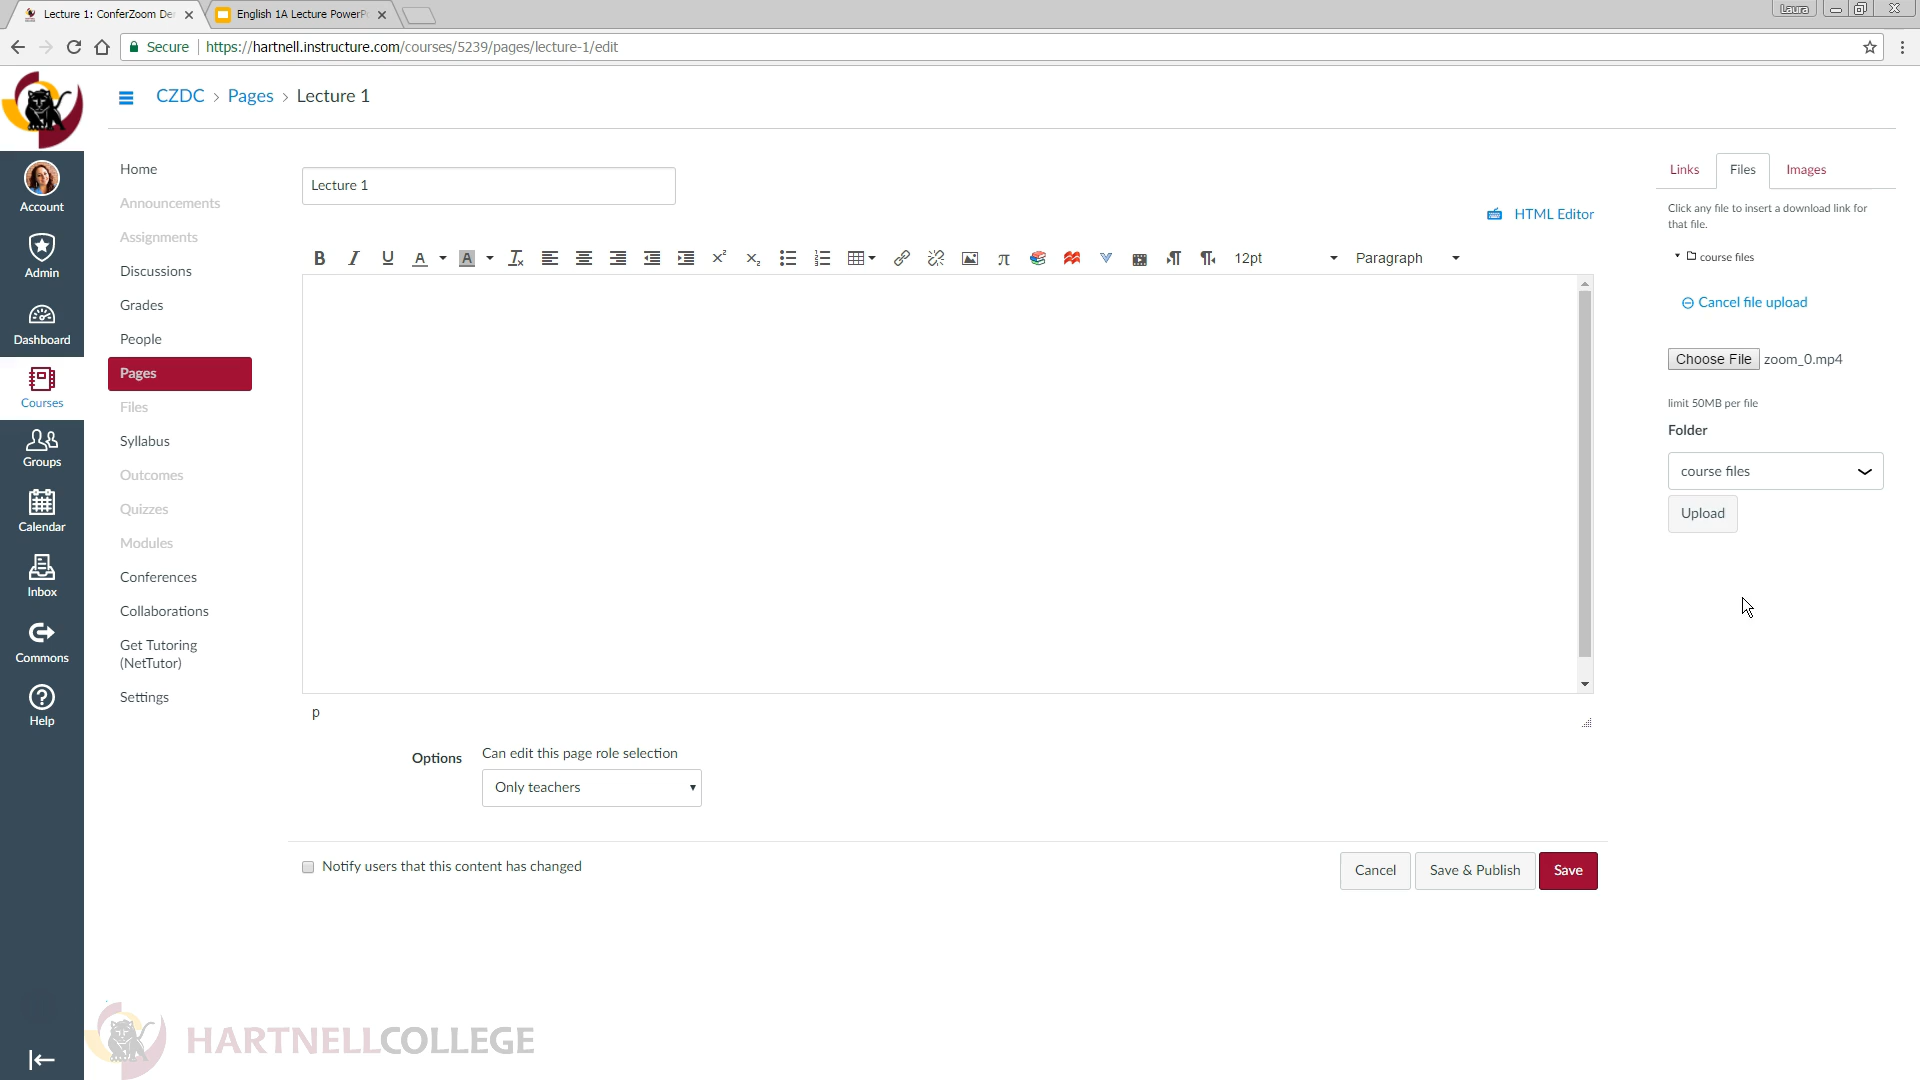 Lecture 1: ConferZoom De
English 1A Lecture PowerP
Laura
Secure
https://hartnell.instructure.com/courses/5239/pages/lecture-1/edit
CZDC > Pages > Lecture 1
Account
Admin
Dashboard
Courses
Groups
Calendar
Inbox
Commons
Help
Home
Announcements
Assignments
Discussions
Grades
People
Pages
Files
Syllabus
Outcomes
Quizzes
Modules
Conferences
Collaborations
Get Tutoring
(NetTutor)
Settings
Lecture 1
HTML Editor
12pt
Paragraph
p
Options
Can edit this page role selection
Only teachers
Notify users that this content has changed
Cancel
Save & Publish
Save
Links
Files
Images
Click any file to insert a download link for
that file.
course files
Cancel file upload
Choose File zoom_0.mp4
limit 50MB per file
Folder
course files
Upload
HARTNELLCOLLEGE